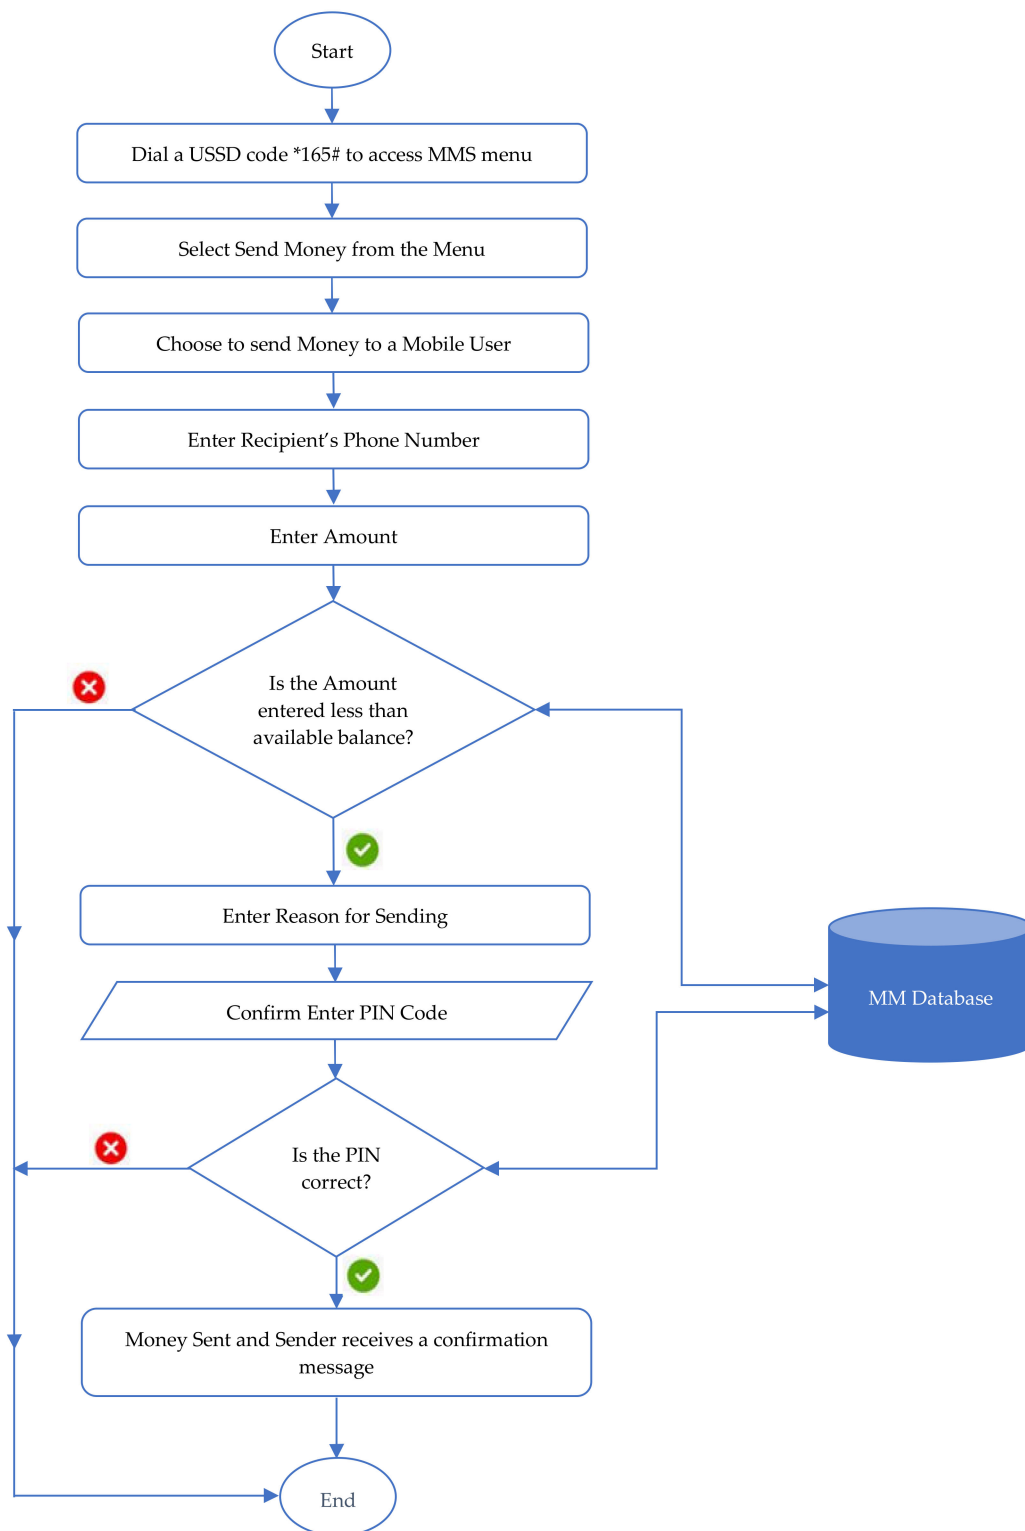 Start
Dial a USSD code *165# to access MMS menu
Select Send Money from the Menu
Choose to send Money to a Mobile User
Enter Recipient’s Phone Number
Enter Amount
Is the Amount
entered less than
available balance?
Enter Reason for Sending
MM Database
Confirm Enter PIN Code
Is the PIN
correct?
Money Sent and Sender receives a confirmation
message
End